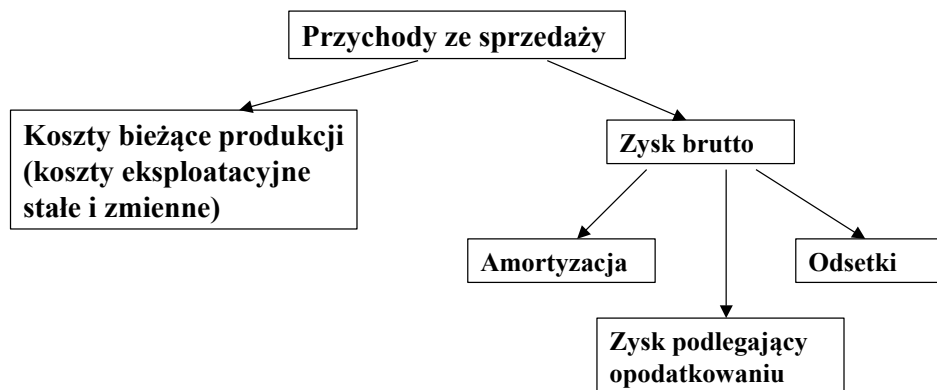 Przychody ze sprzedaży
Koszty bieżące produkcji
(koszty eksploatacyjne
stałe i zmienne)
Zysk brutto
Amortyzacja
Odsetki
Zysk podlegający
opodatkowaniu